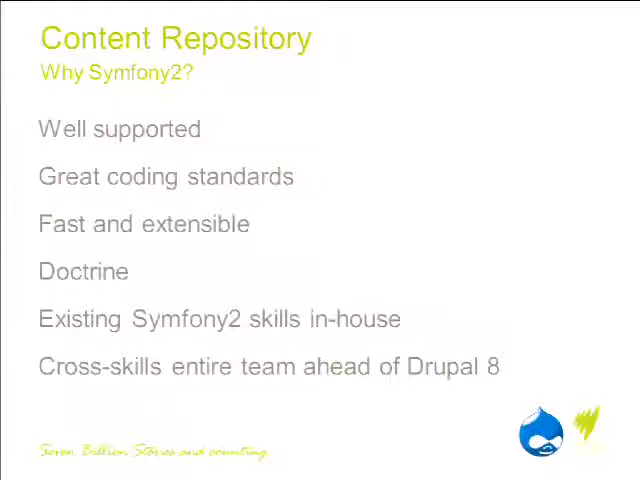 Content Repository
Why Symfony2?
Well supported
Great coding standards
Fast and extensible
Doctrine
Existing Symfony2 skills in-house
Cross-skills entire team ahead of Drupal 8
Seven Billion Stories and counting